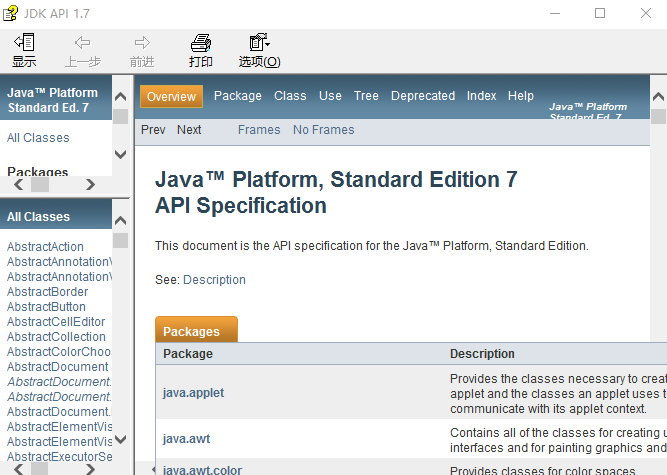 JDK API 1.7
显示
上一步
前进
打印
选项(O)
Java™ Platform
Standard Ed. 7
All Classes
Packages
All Classes
AbstractAction
AbstractAnnotationV
AbstractAnnotationV
AbstractBorder
AbstractButton
AbstractCellEditor
AbstractCollection
AbstractColorChoo
AbstractDocument
AbstractDocument.
AbstractDocument.
AbstractDocument.
AbstractElementVis
AbstractElementVis
AbstractExecutorSe
Overview Package Class Use Tree Deprecated Index Help
Java™ Platform
Standard Ed. 7
Prev Next Frames No Frames
Java™ Platform, Standard Edition 7
API Specification
This document is the API specification for the Java™ Platform, Standard Edition.
See: Description
Packages
Package Description
java.applet
Provides the classes necessary to creat
applet and the classes an applet uses t
communicate with its applet context.
java.awt
Contains all of the classes for creating u
interfaces and for painting graphics and
java.awt.color
Provides classes for color spaces